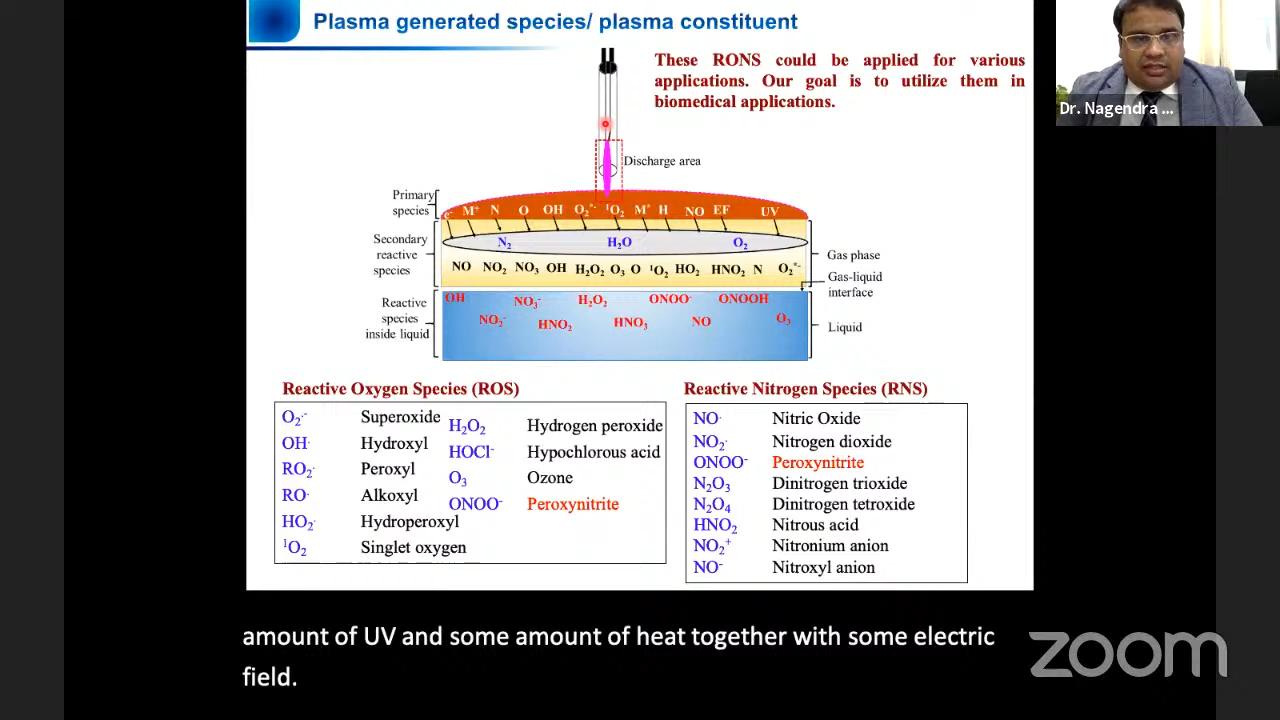 Plasma generated species/ plasma constituent
These RONS could be applied for various
applications. Our goal is to utilize them in
biomedical applications.
Dr. Nagendra ...
Discharge area
Primary
species
e⁻ M⁺ N O OH O₂•⁻ ¹O₂ M* H NO EF UV
Secondary
reactive
species
N₂ H₂O O₂
NO NO₂ NO₃ OH H₂O₂ O₃ O ¹O₂ HO₂ HNO₂ N O₂•⁻
Gas phase
Gas-liquid
interface
Reactive
species
inside liquid
OH NO₃⁻ H₂O₂ ONOO⁻ ONOOH
NO₂⁻ HNO₂ HNO₃ NO O₃
Liquid
Reactive Oxygen Species (ROS)
O₂·⁻ Superoxide
OH· Hydroxyl
RO₂· Peroxyl
RO· Alkoxyl
HO₂· Hydroperoxyl
¹O₂ Singlet oxygen
H₂O₂ Hydrogen peroxide
HOCl⁻ Hypochlorous acid
O₃ Ozone
ONOO⁻ Peroxynitrite
Reactive Nitrogen Species (RNS)
NO· Nitric Oxide
NO₂· Nitrogen dioxide
ONOO⁻ Peroxynitrite
N₂O₃ Dinitrogen trioxide
N₂O₄ Dinitrogen tetroxide
HNO₂ Nitrous acid
NO₂⁺ Nitronium anion
NO⁻ Nitroxyl anion
amount of UV and some amount of heat together with some electric
field.
zoom